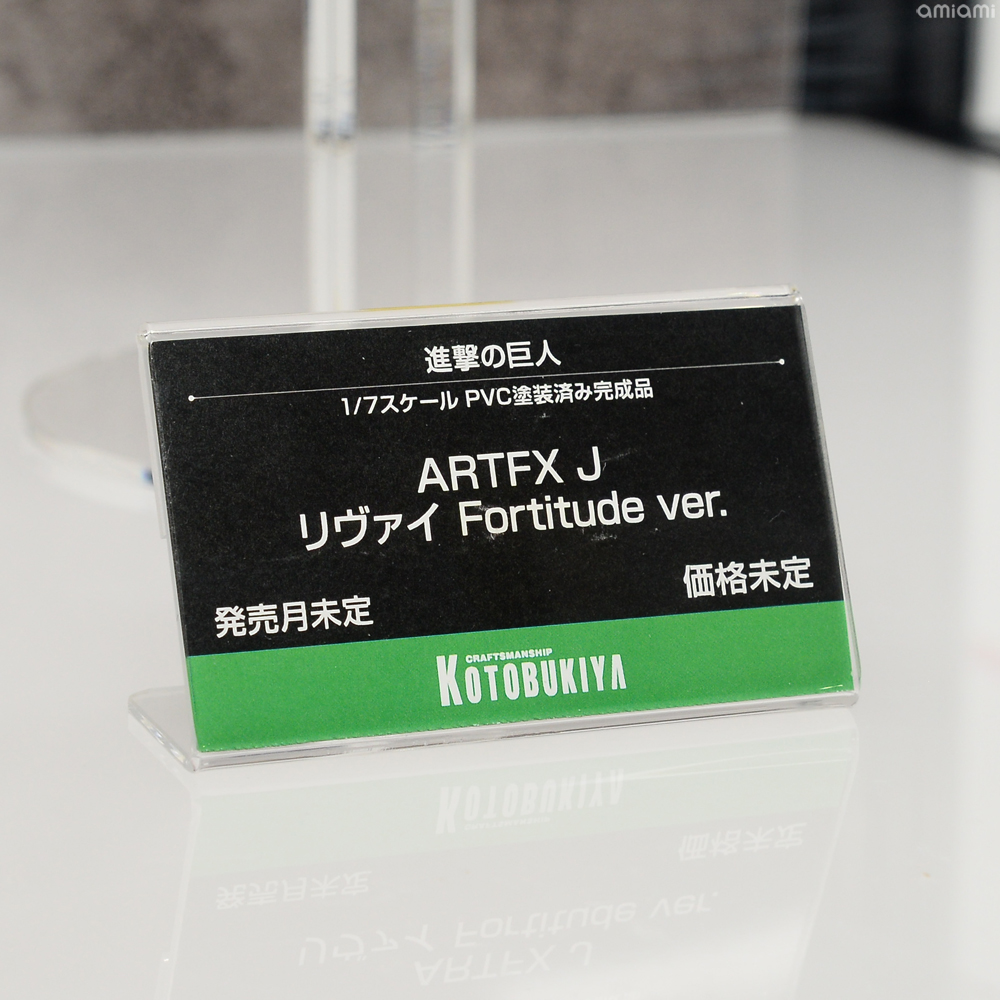 amiami
進撃の巨人
1/7スケール PVC塗装済み完成品
ARTFX J
リヴァイ Fortitude ver.
価格未定
発売月未定
CRAFTSMANSHIP
KOTOBUKIYA